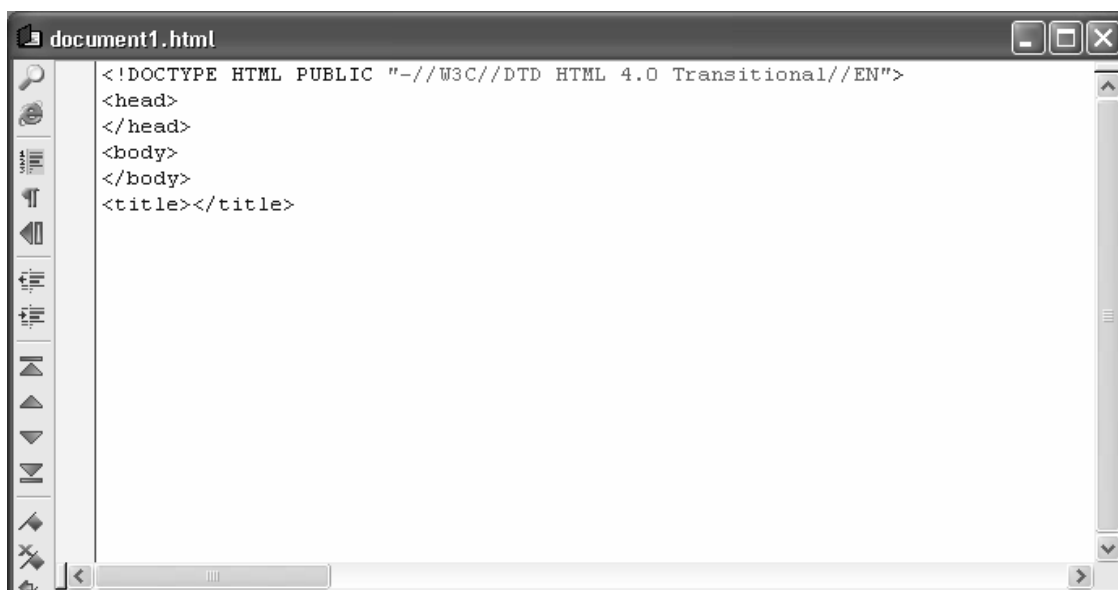 document1.html
<!DOCTYPE HTML PUBLIC "-//W3C//DTD HTML 4.0 Transitional//EN">
<head>
</head>
<body>
</body>
<title></title>